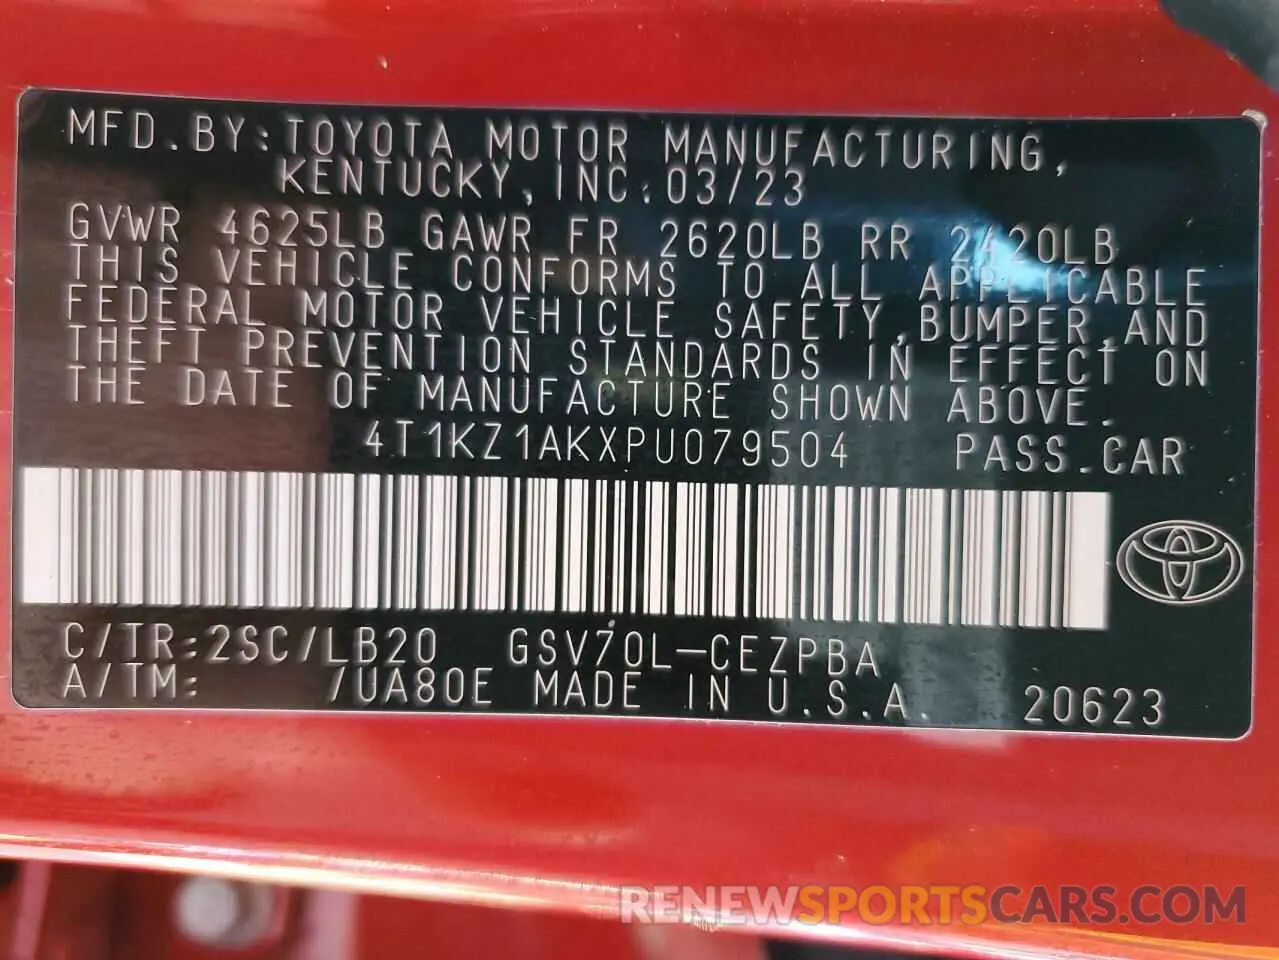 MFD.BY:TOYOTA MOTOR MANUFACTURING,
KENTUCKY, INC. 03/23
GVWR 4625LB GAWR FR 2620LB RR 2420LB
THIS VEHICLE CONFORMS TO ALL APPLICABLE
FEDERAL MOTOR VEHICLE SAFETY,BUMPER,AND
THEFT PREVENTION STANDARDS IN EFFECT ON
THE DATE OF MANUFACTURE SHOWN ABOVE.
4T1KZ1AKXPU079504 PASS.CAR
C/TR:2SC/LB20 GSV70L-CEZPBA
A/TM: /UA80E MADE IN U.S.A. 20623
RENEWSPORTSCARS.COM